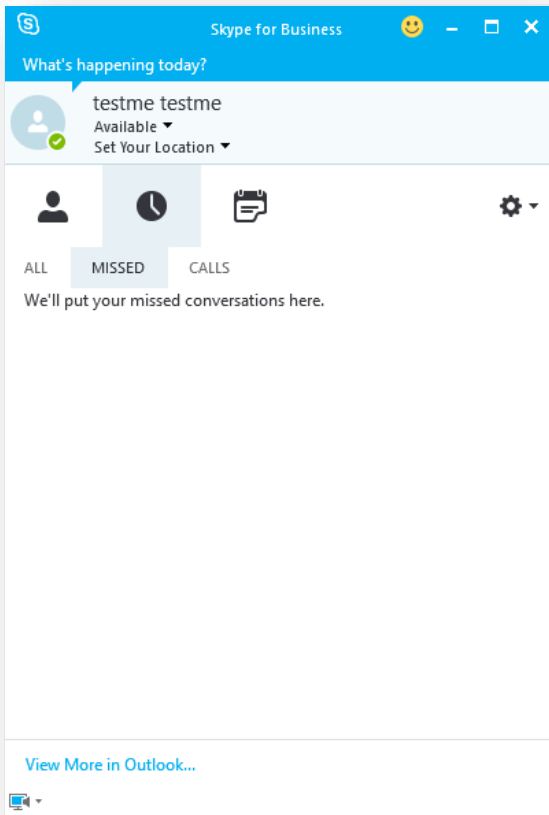 Skype for Business
What's happening today?
testme testme
Available
Set Your Location
ALL MISSED CALLS
We'll put your missed conversations here.
View More in Outlook...